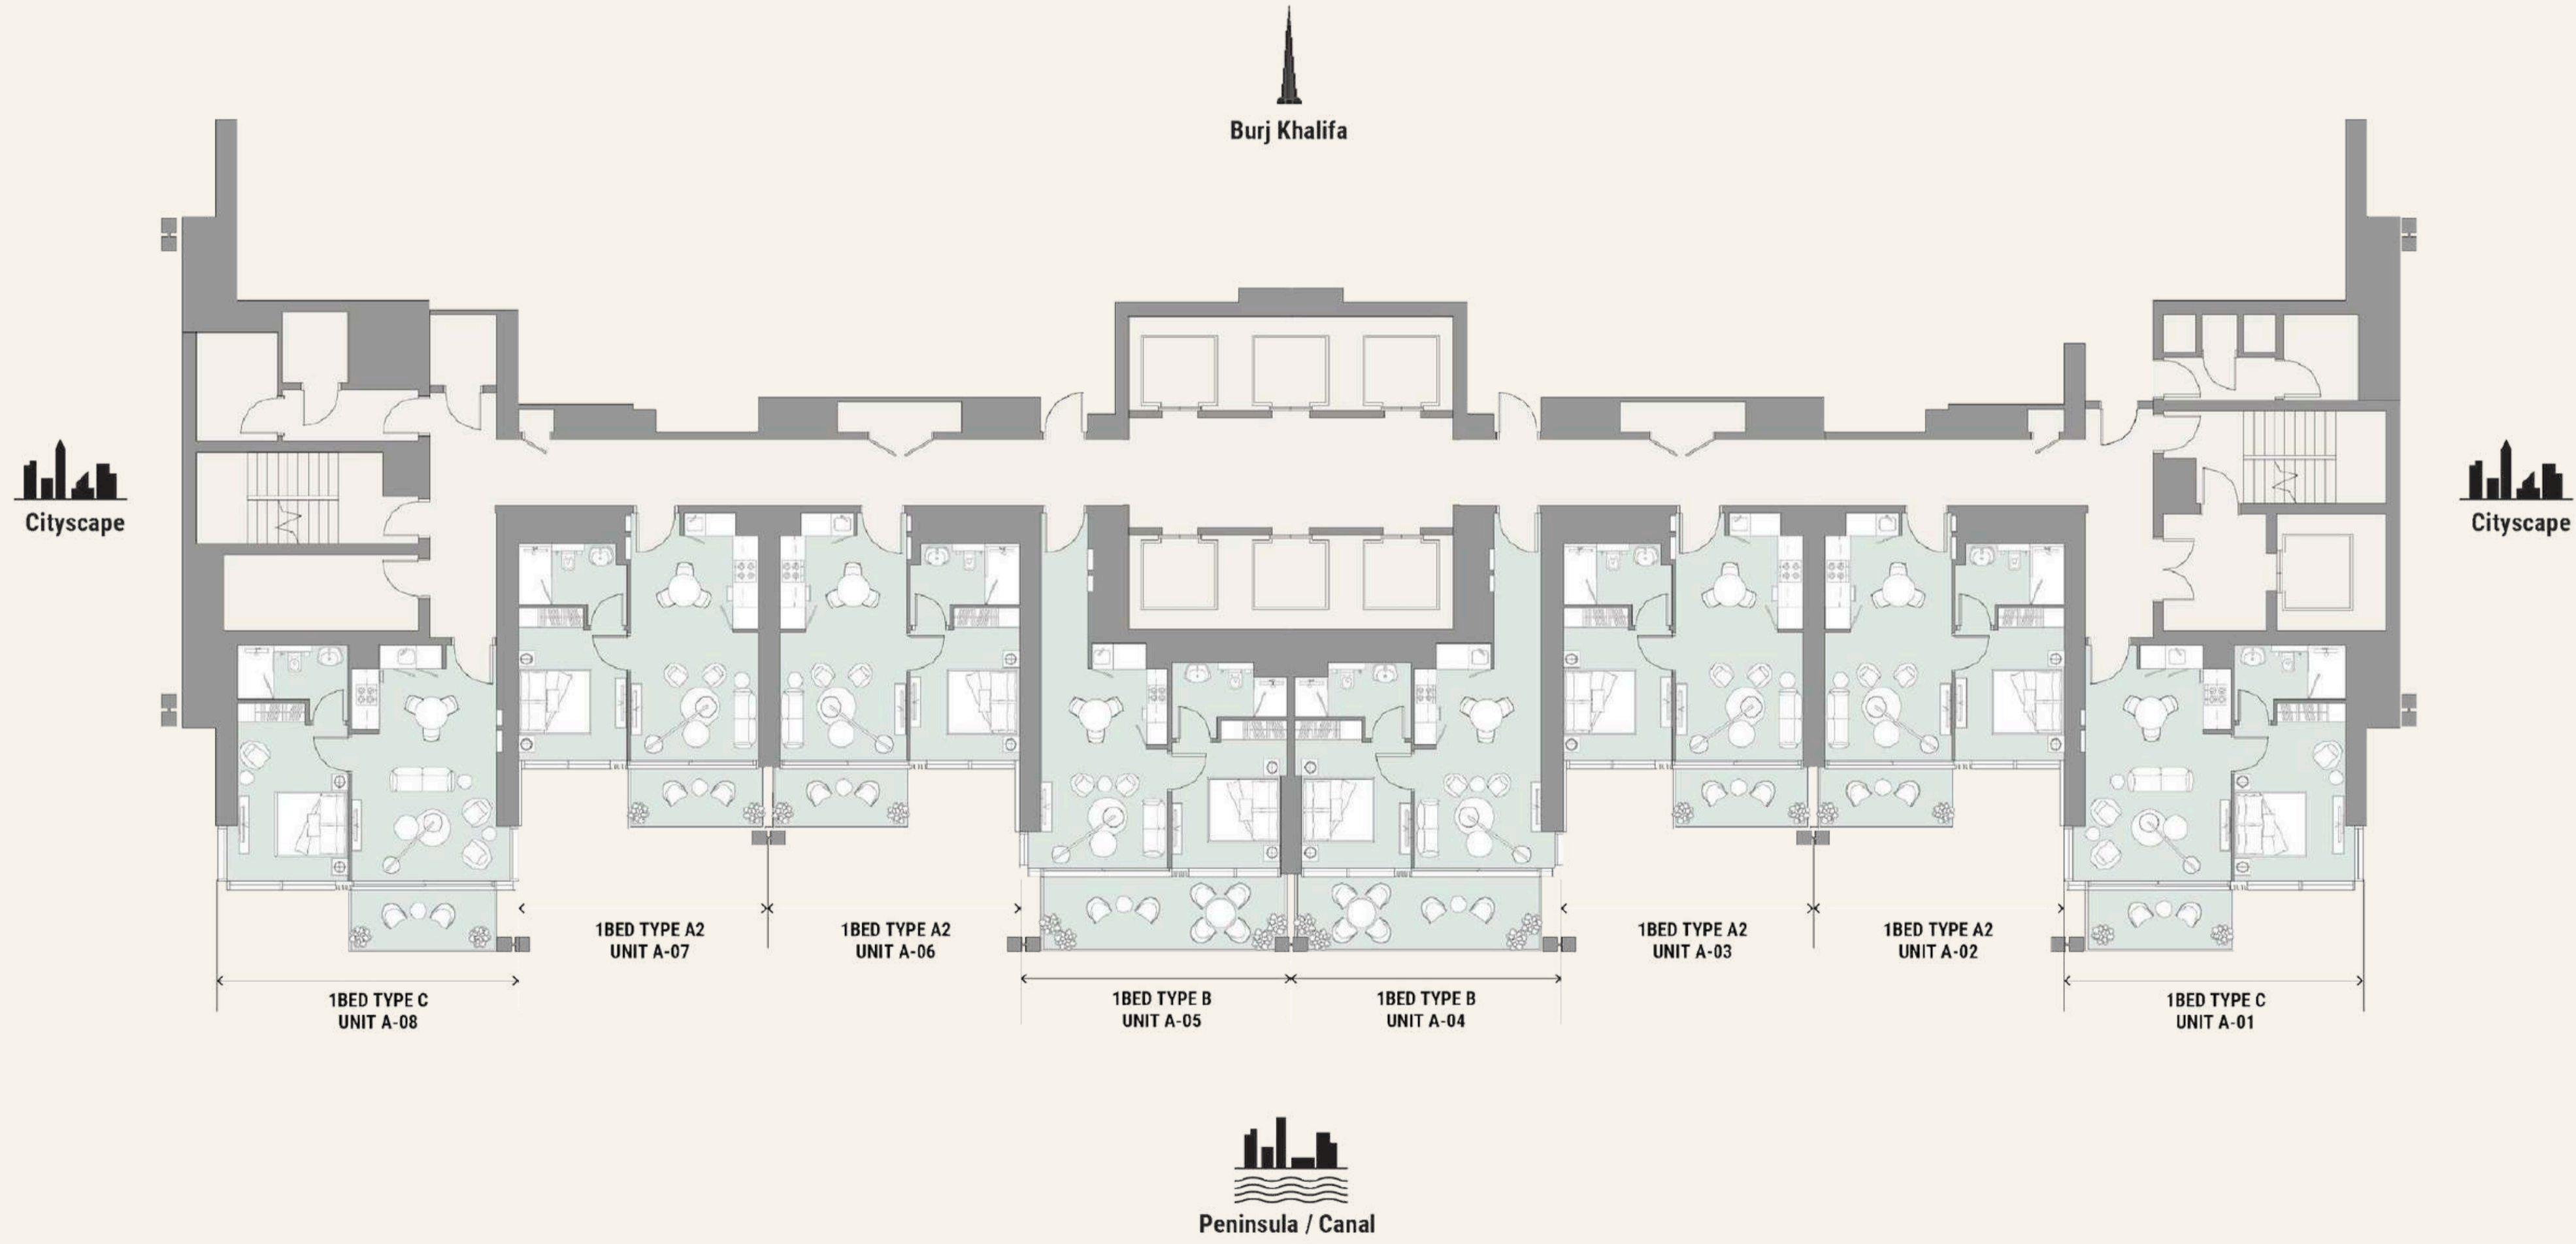 Burj Khalifa
Cityscape
Cityscape
1BED TYPE A2
UNIT A-07
1BED TYPE A2
UNIT A-06
1BED TYPE A2
UNIT A-03
1BED TYPE A2
UNIT A-02
1BED TYPE C
UNIT A-08
1BED TYPE B
UNIT A-05
1BED TYPE B
UNIT A-04
1BED TYPE C
UNIT A-01
Peninsula / Canal